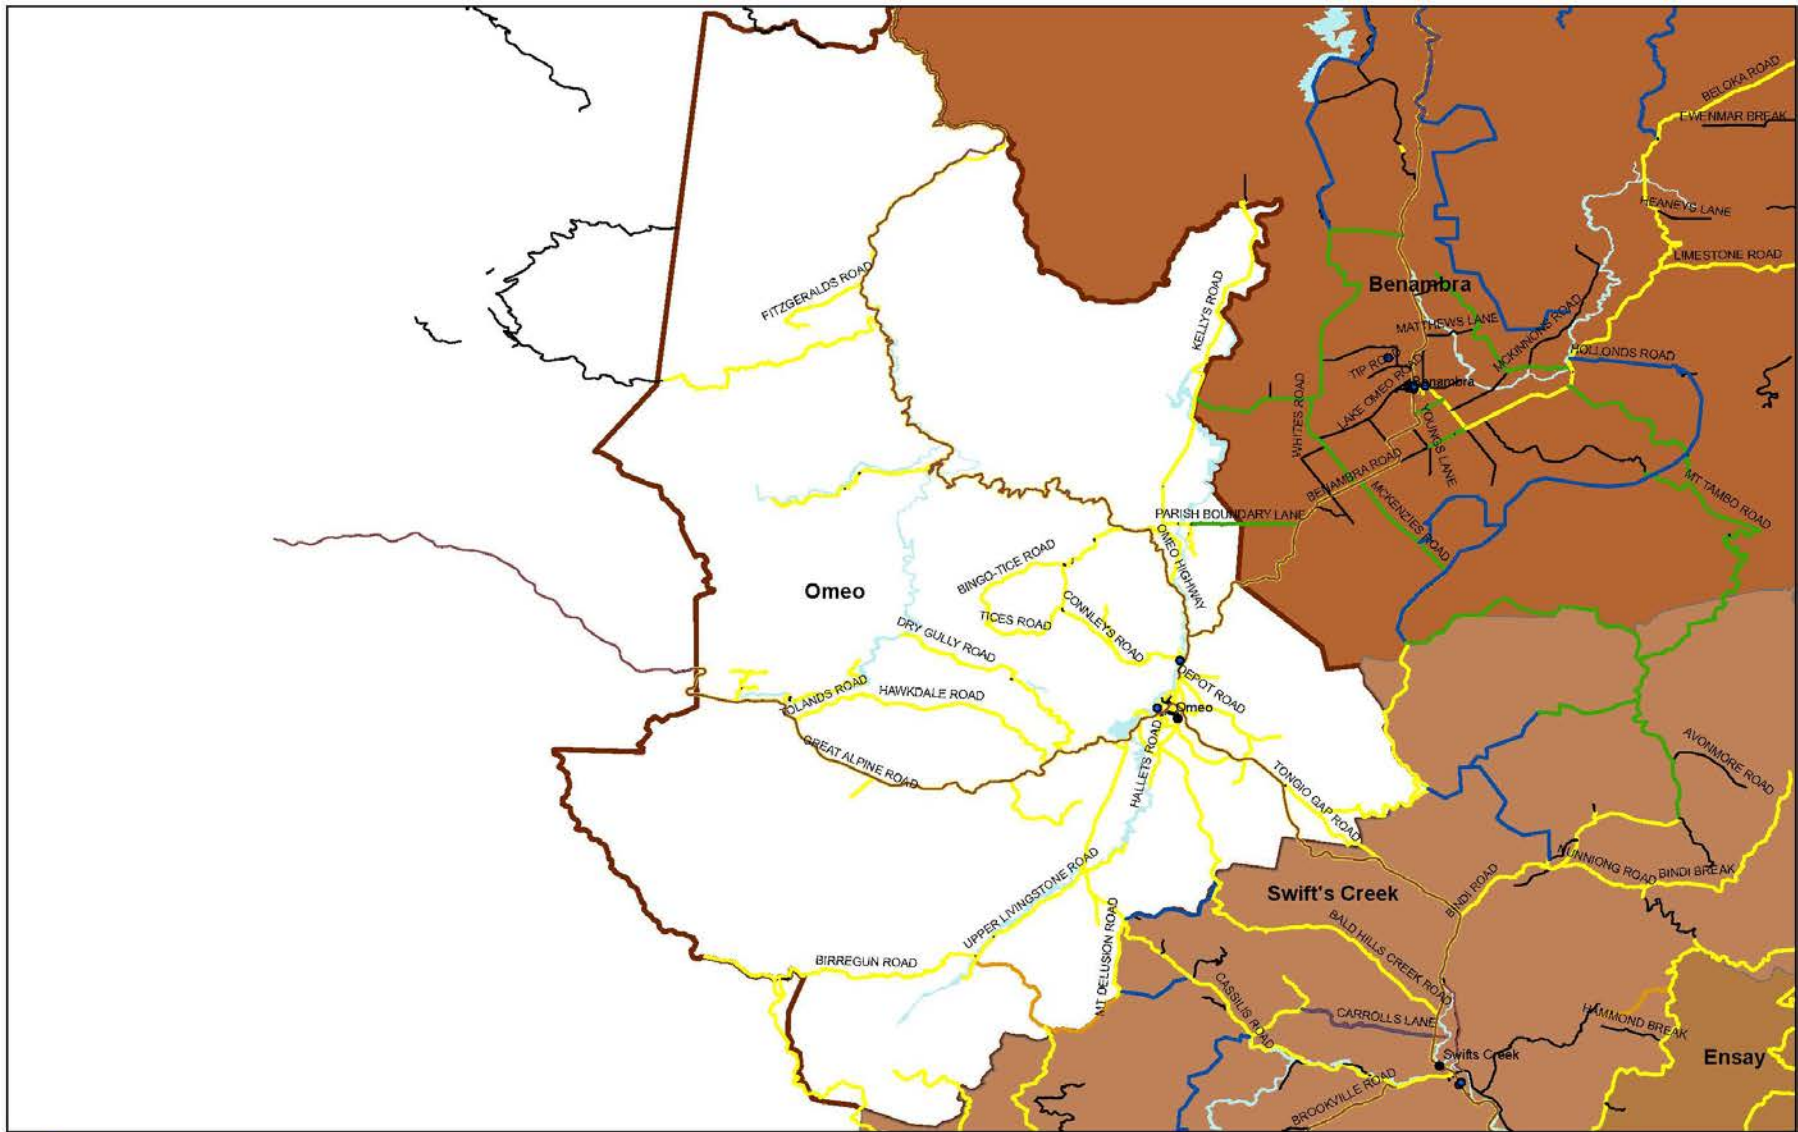 BELOKA ROAD
EWENMAR BREAK
HEANEYS LANE
LIMESTONE ROAD
FITZGERALDS ROAD
KELLYS ROAD
Benambra
MATTHEWS LANE
MCKINNONS ROAD
HOLLONDS ROAD
TIP ROAD
Benambra
LAKE OMEO ROAD
WHITES ROAD
YOUNGS LANE
BENAMBRA ROAD
MCKENZIES ROAD
MT TAMBO ROAD
PARISH BOUNDARY LANE
OMEO HIGHWAY
BINGO-TICE ROAD
Omeo
TICES ROAD
CONNLEYS ROAD
DRY GULLY ROAD
DEPOT ROAD
TOLANDS ROAD
HAWKDALE ROAD
Omeo
GREAT ALPINE ROAD
HALLETS ROAD
TONGIO GAP ROAD
AVONMORE ROAD
UPPER LIVINGSTONE ROAD
NUNNIONG ROAD
BINDI BREAK
BINDI ROAD
Swift's Creek
BALD HILLS CREEK ROAD
BIRREGUN ROAD
MT DELUSION ROAD
CASSILIS ROAD
CARROLLS LANE
HAMMOND BREAK
Swifts Creek
Ensay
BROOKVILLE ROAD